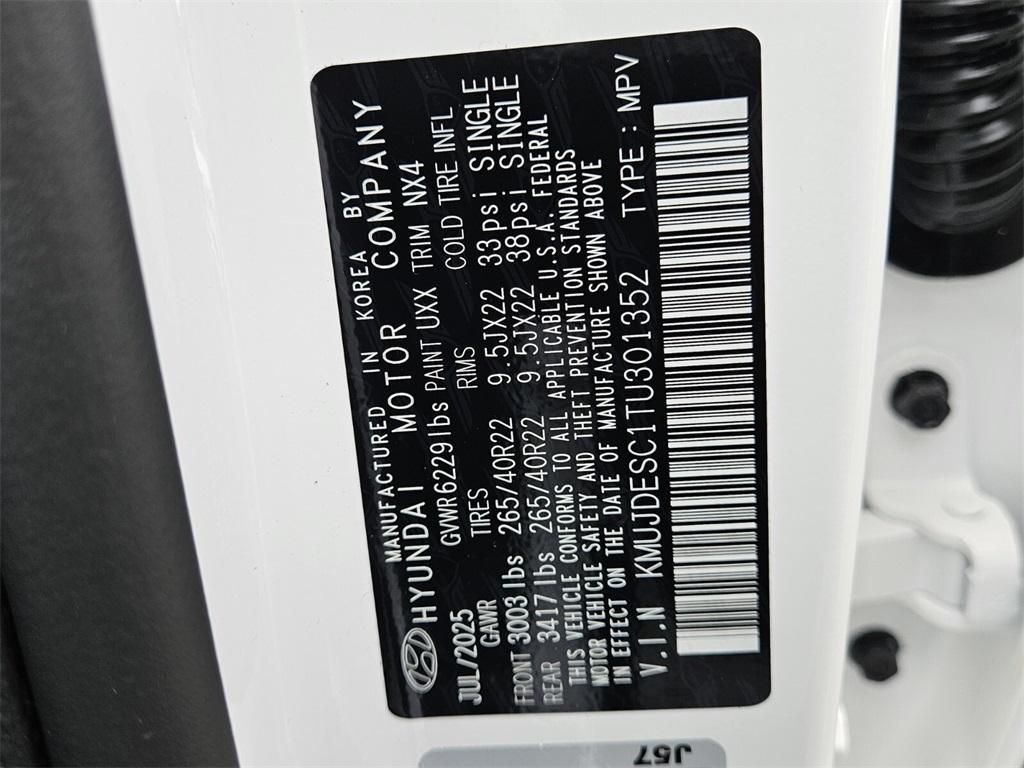 MANUFACTURED IN KOREA BY
HYUNDAI MOTOR COMPANY
JUL/2025 GVWR6229lbs PAINT UXX TRIM NX4
GAWR TIRES RIMS COLD TIRE INFL
FRONT 3003lbs 265/40R22 9.5JX22 33psi SINGLE
REAR 3417lbs 265/40R22 9.5JX22 38psi SINGLE
THIS VEHICLE CONFORMS TO ALL APPLICABLE U.S.A. FEDERAL
MOTOR VEHICLE SAFETY AND THEFT PREVENTION STANDARDS
IN EFFECT ON THE DATE OF MANUFACTURE SHOWN ABOVE
V.I.N KMUJDESC1TU301352 TYPE : MPV
J57